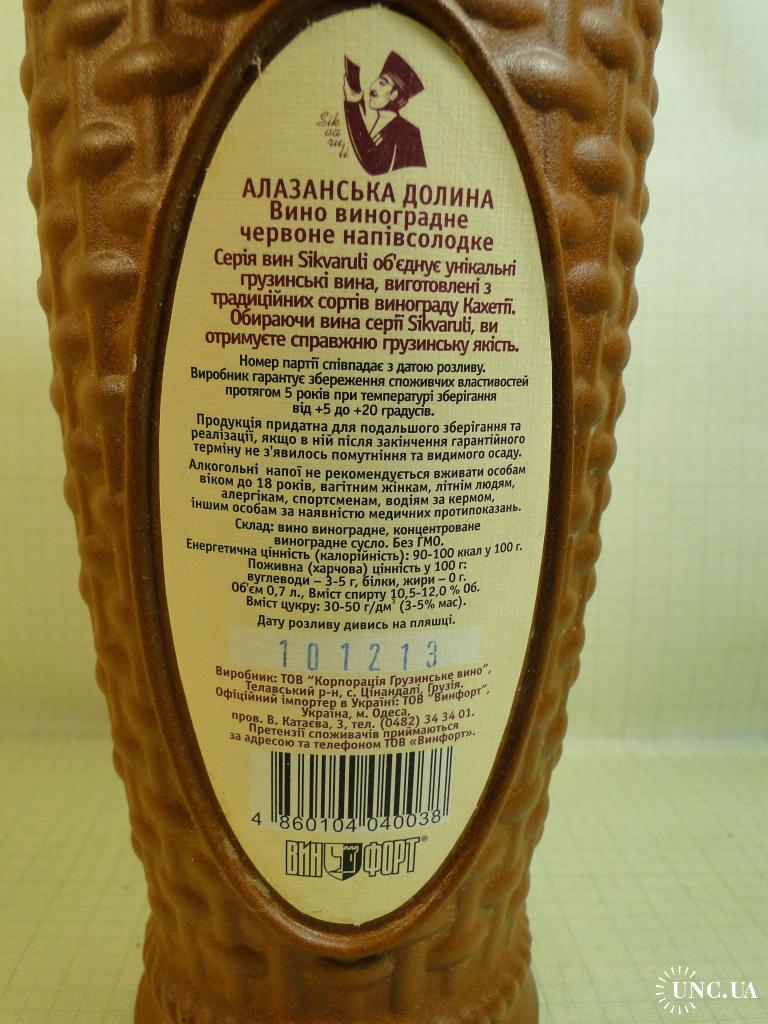 Sik
va
ru
li
АЛАЗАНСЬКА ДОЛИНА
Вино виноградне
червоне напівсолодке
Серія вин Sikvaruli об'єднує унікальні
грузинські вина, виготовлені з
традиційних сортів винограду Кахетії.
Обираючи вина серії Sikvaruli, ви
отримуєте справжню грузинську якість.
Номер партії співпадає з датою розливу.
Виробник гарантує збереження споживчих властивостей
протягом 5 років при температурі зберігання
від +5 до +20 градусів.
Продукція придатна для подальшого зберігання та
реалізації, якщо в ній після закінчення гарантійного
терміну не з'явилось помутніння та видимого осаду.
Алкогольні напої не рекомендується вживати особам
віком до 18 років, вагітним жінкам, літнім людям,
алергікам, спортсменам, водіям за кермом,
іншим особам за наявністю медичних протипоказань.
Склад: вино виноградне, концентроване
виноградне сусло. Без ГМО.
Енергетична цінність (калорійність): 90-100 ккал у 100 г.
Поживна (харчова) цінність у 100 г:
вуглеводи – 3-5 г, білки, жири – 0 г.
Об'єм 0,7 л., Вміст спирту 10,5-12,0 % Об.
Вміст цукру: 30-50 г/дм³ (3-5% мас).
Дату розливу дивись на пляшці.
101213
Виробник: ТОВ "Корпорація Грузинське вино",
Телавський р-н, с. Цінандалі, Грузія.
Офіційний імпортер в Україні: ТОВ "Винфорт",
Україна, м. Одеса,
пров. В. Катаєва, 3, тел. (0482) 34 34 01.
Претензії споживачів приймаються
за адресою та телефоном ТОВ «Винфорт».
4 860104 040038
ВИН ФОРТ®
UNC.UA